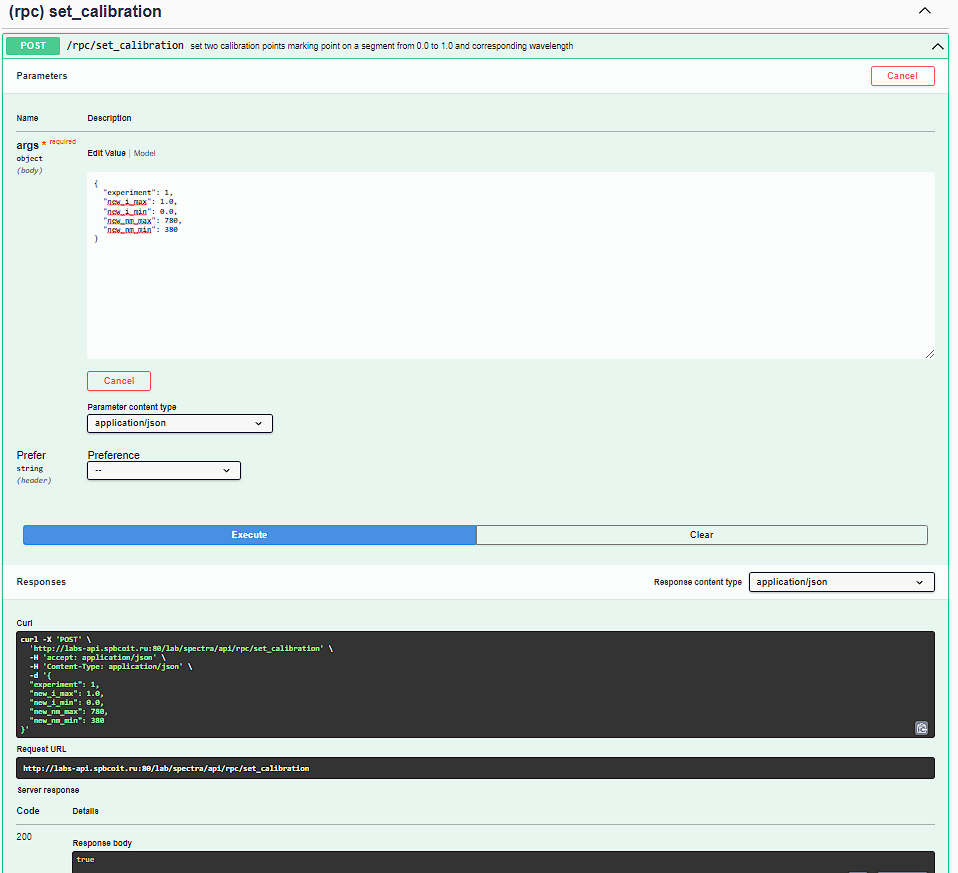 (rpc) set_calibration
POST /rpc/set_calibration set two calibration points marking point on a segment from 0.0 to 1.0 and corresponding wavelength
Parameters
Cancel
Name Description
args * required
object
(body)
Edit Value | Model
{
  "experiment": 1,
  "new_i_max": 1.0,
  "new_i_min": 0.0,
  "new_nm_max": 780,
  "new_nm_min": 380
}
Cancel
Parameter content type
application/json
Prefer
string
(header)
Preference
--
Execute
Clear
Responses
Response content type
application/json
Curl
curl -X 'POST' \
  'http://labs-api.spbcoit.ru:80/lab/spectra/api/rpc/set_calibration' \
  -H 'accept: application/json' \
  -H 'Content-Type: application/json' \
  -d '{
  "experiment": 1,
  "new_i_max": 1.0,
  "new_i_min": 0.0,
  "new_nm_max": 780,
  "new_nm_min": 380
}'
Request URL
http://labs-api.spbcoit.ru:80/lab/spectra/api/rpc/set_calibration
Server response
Code Details
200
Response body
true